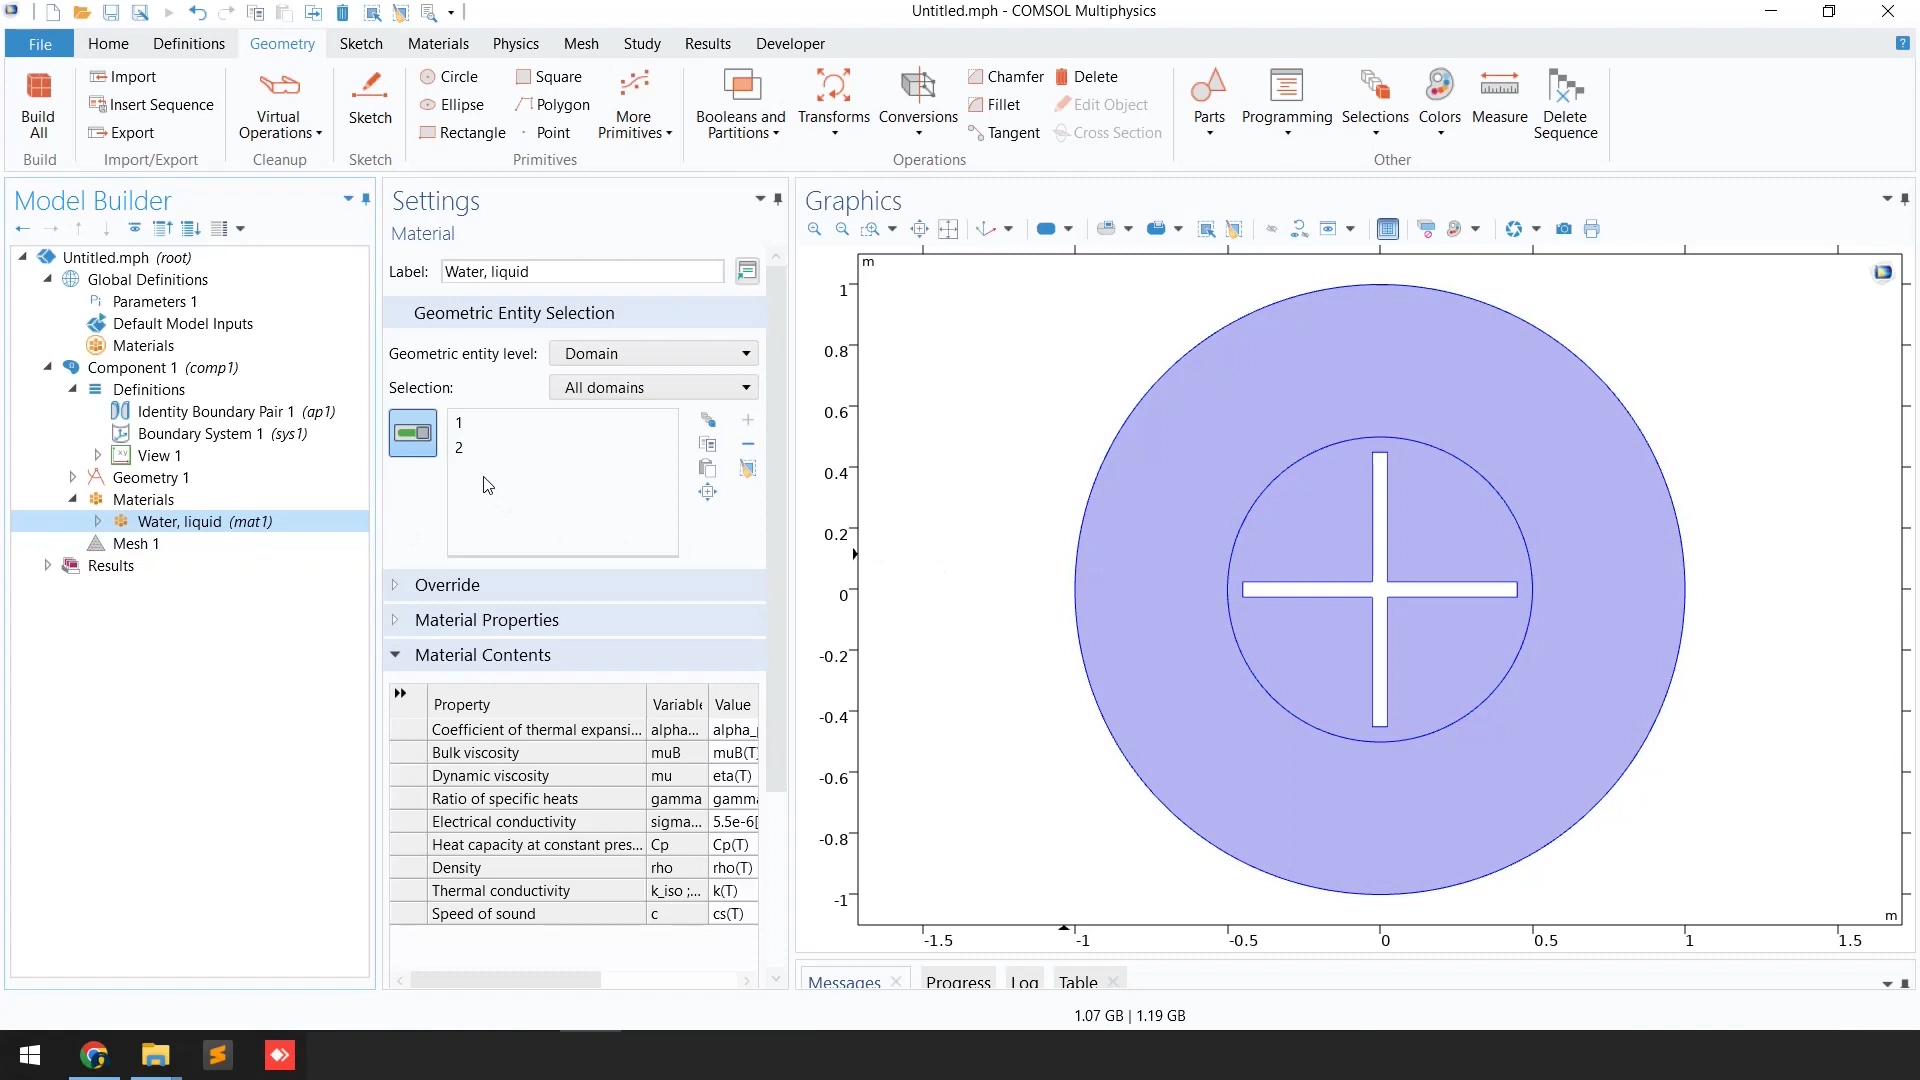 Untitled.mph - COMSOL Multiphysics
File
Home
Definitions
Geometry
Sketch
Materials
Physics
Mesh
Study
Results
Developer
Build
All
Build
Import
Insert Sequence
Export
Import/Export
Virtual
Operations
Cleanup
Sketch
Sketch
Circle
Ellipse
Rectangle
Square
Polygon
Point
More
Primitives
Primitives
Booleans and
Partitions
Transforms
Conversions
Chamfer
Fillet
Tangent
Delete
Edit Object
Cross Section
Operations
Parts
Programming
Selections
Colors
Measure
Delete
Sequence
Other
Model Builder
Untitled.mph (root)
Global Definitions
Pi Parameters 1
Default Model Inputs
Materials
Component 1 (comp1)
Definitions
Identity Boundary Pair 1 (ap1)
Boundary System 1 (sys1)
View 1
Geometry 1
Materials
Water, liquid (mat1)
Mesh 1
Results
Settings
Material
Label: Water, liquid
Geometric Entity Selection
Geometric entity level: Domain
Selection: All domains
1
2
Override
Material Properties
Material Contents
Property Variable Value
Coefficient of thermal expansi... alpha... alpha_p
Bulk viscosity muB muB(T)
Dynamic viscosity mu eta(T)
Ratio of specific heats gamma gamma
Electrical conductivity sigma... 5.5e-6[
Heat capacity at constant pres... Cp Cp(T)
Density rho rho(T)
Thermal conductivity k_iso ;... k(T)
Speed of sound c cs(T)
Graphics
m
1
0.8
0.6
0.4
0.2
0
-0.2
-0.4
-0.6
-0.8
-1
m
-1.5
-1
-0.5
0
0.5
1
1.5
Messages
Progress
Log
Table
1.07 GB | 1.19 GB